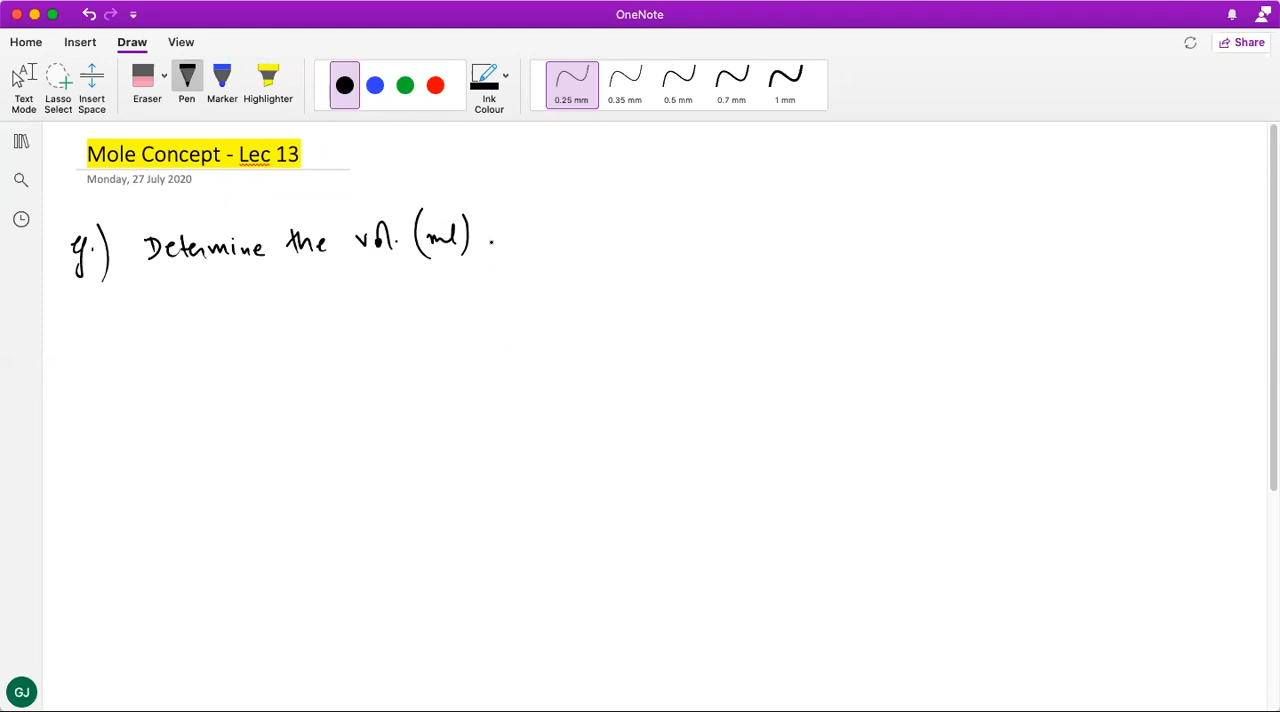 OneNote
Home Insert Draw View Share
Text Mode Lasso Select Insert Space Eraser Pen Marker Highlighter Ink Colour 0.25 mm 0.35 mm 0.5 mm 0.7 mm 1 mm
Mole Concept - Lec 13
Monday, 27 July 2020
eg.) Determine the vol. (ml)
GJ